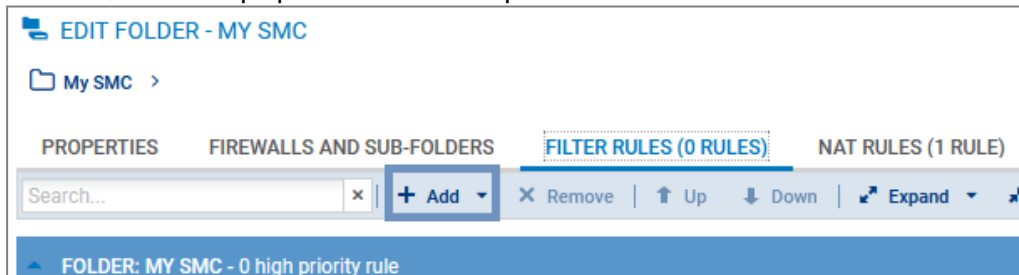 EDIT FOLDER - MY SMC
My SMC >
PROPERTIES FIREWALLS AND SUB-FOLDERS FILTER RULES (0 RULES) NAT RULES (1 RULE)
Search... × + Add Remove Up Down Expand
FOLDER: MY SMC - 0 high priority rule